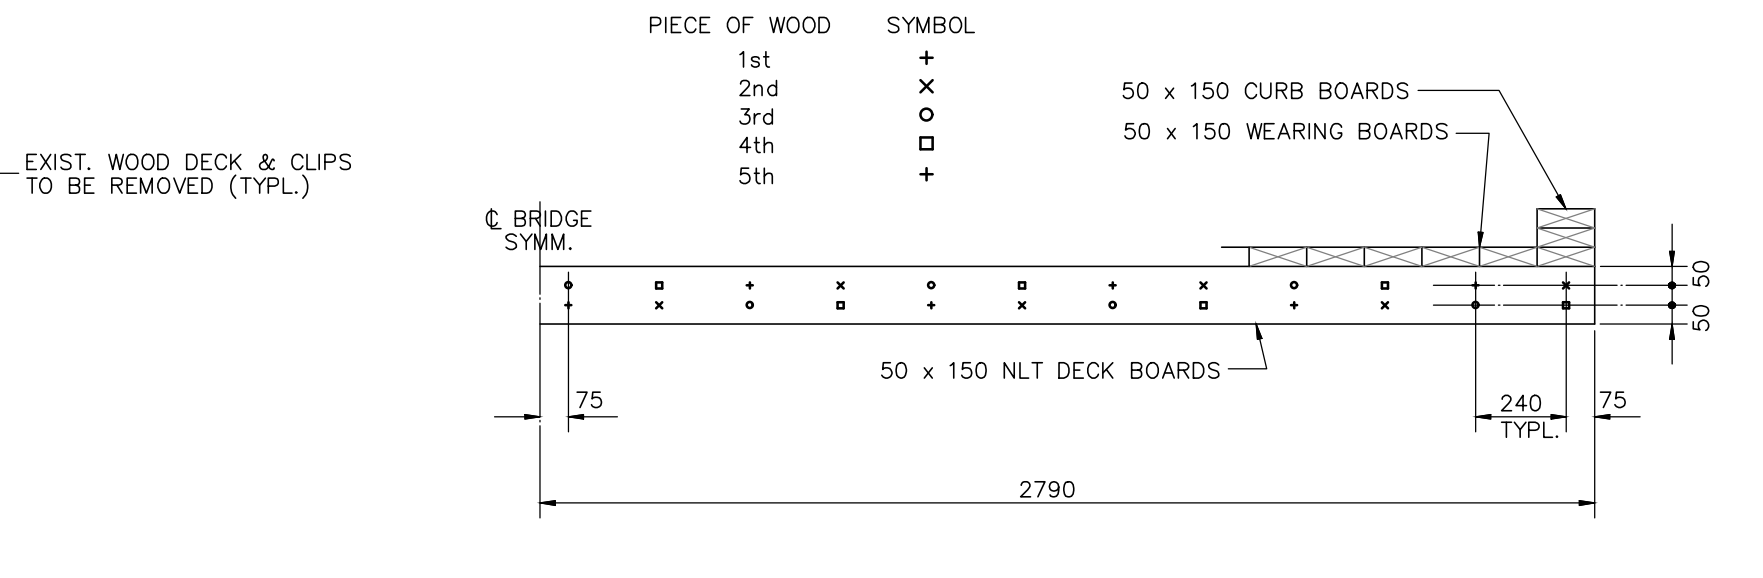 PIECE OF WOOD SYMBOL
1st +
2nd x
3rd o
4th □
5th +
50 x 150 CURB BOARDS
50 x 150 WEARING BOARDS
EXIST. WOOD DECK & CLIPS
TO BE REMOVED (TYPL.)
℄ BRIDGE
SYMM.
50
50
50 x 150 NLT DECK BOARDS
75
240
TYPL.
75
2790